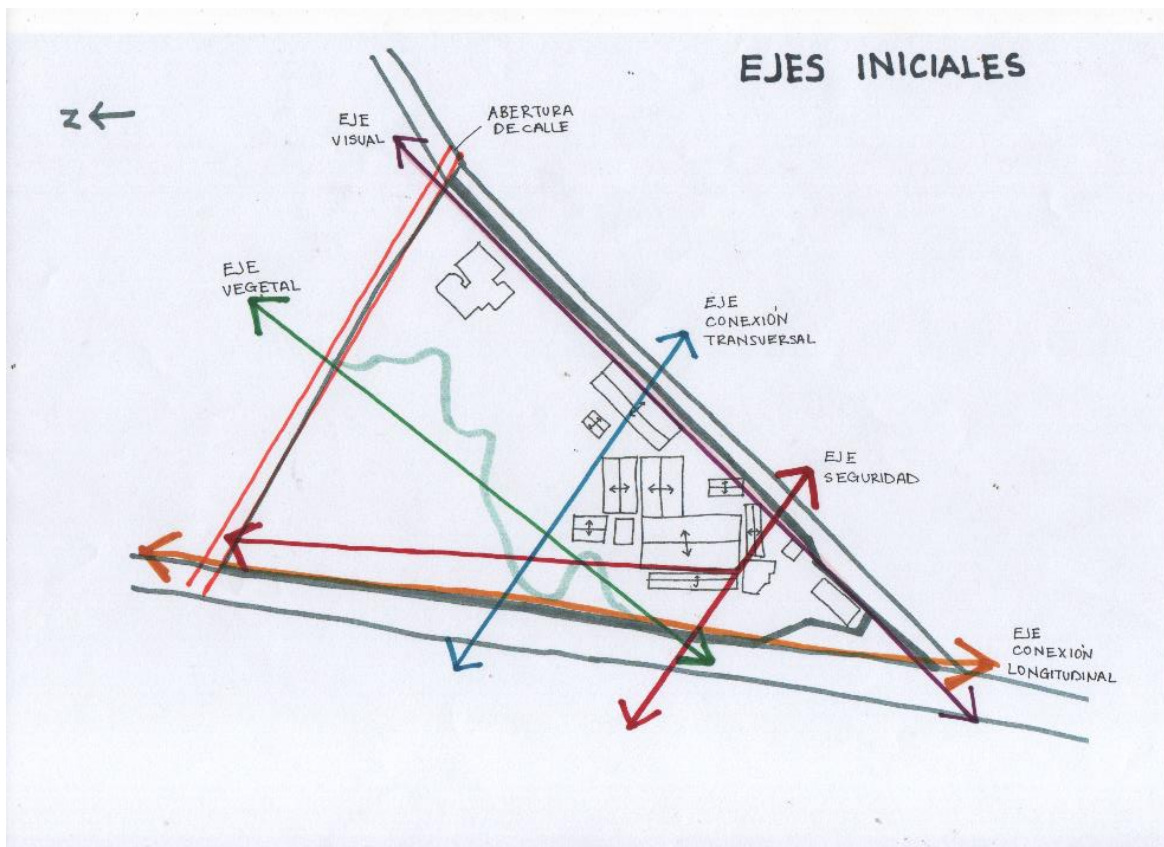 EJES INICIALES
N
EJE
VISUAL
ABERTURA
DE CALLE
EJE
VEGETAL
EJE
CONEXIÓN
TRANSVERSAL
EJE
SEGURIDAD
EJE
CONEXIÓN
LONGITUDINAL